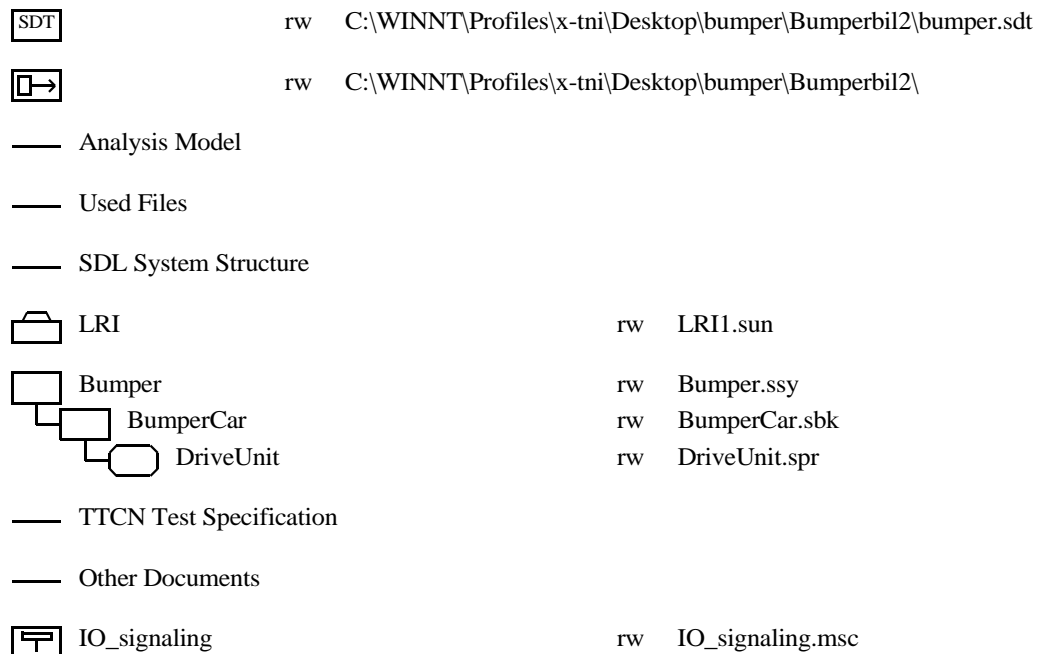 SDT rw C:\WINNT\Profiles\x-tni\Desktop\bumper\Bumperbil2\bumper.sdt
rw C:\WINNT\Profiles\x-tni\Desktop\bumper\Bumperbil2\
Analysis Model
Used Files
SDL System Structure
LRI rw LRI1.sun
Bumper rw Bumper.ssy
BumperCar rw BumperCar.sbk
DriveUnit rw DriveUnit.spr
TTCN Test Specification
Other Documents
IO_signaling rw IO_signaling.msc